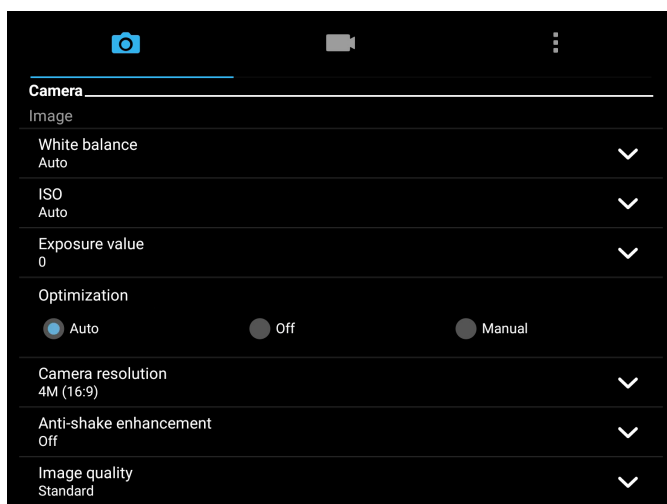 Camera
Image
White balance
Auto
ISO
Auto
Exposure value
0
Optimization
Auto Off Manual
Camera resolution
4M (16:9)
Anti-shake enhancement
Off
Image quality
Standard